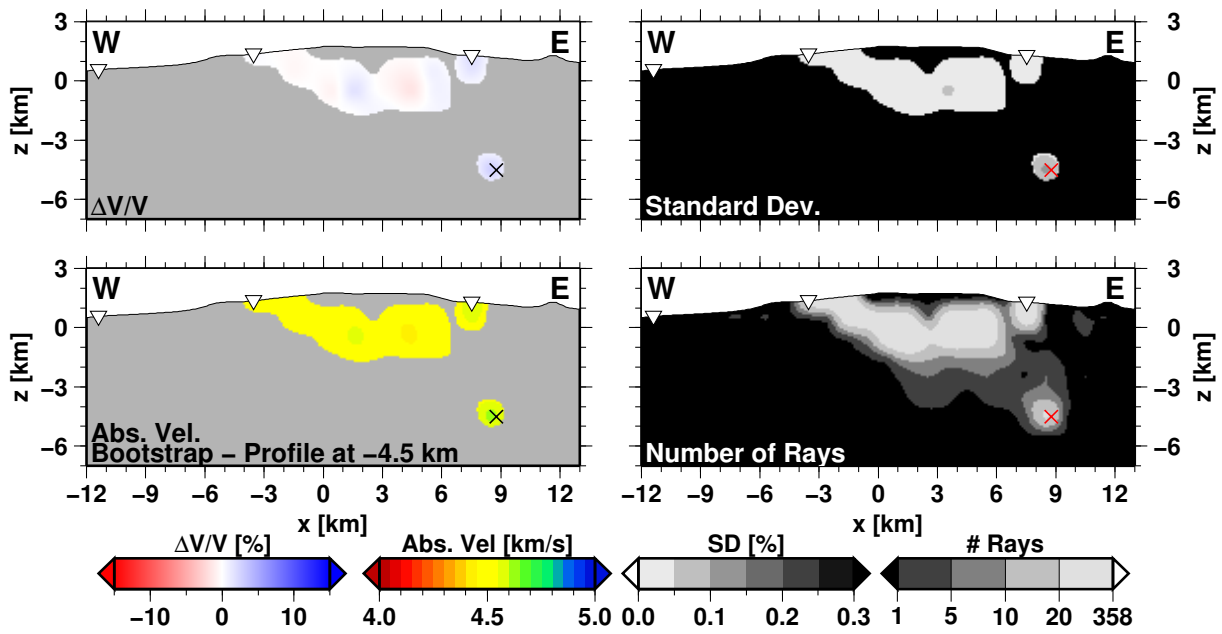 3 3
W E W E
0 0
z [km] z [km]
−3 −3
−6 −6
ΔV/V Standard Dev.
3 3
W E W E
0 0
z [km] z [km]
−3 −3
Abs. Vel.
−6 −6
Bootstrap − Profile at −4.5 km Number of Rays
−12 −9 −6 −3 0 3 6 9 12 −12 −9 −6 −3 0 3 6 9 12
x [km] x [km]
ΔV/V [%] Abs. Vel [km/s] SD [%] # Rays
−10 0 10 4.0 4.5 5.0 0.0 0.1 0.2 0.3 1 5 10 20 358